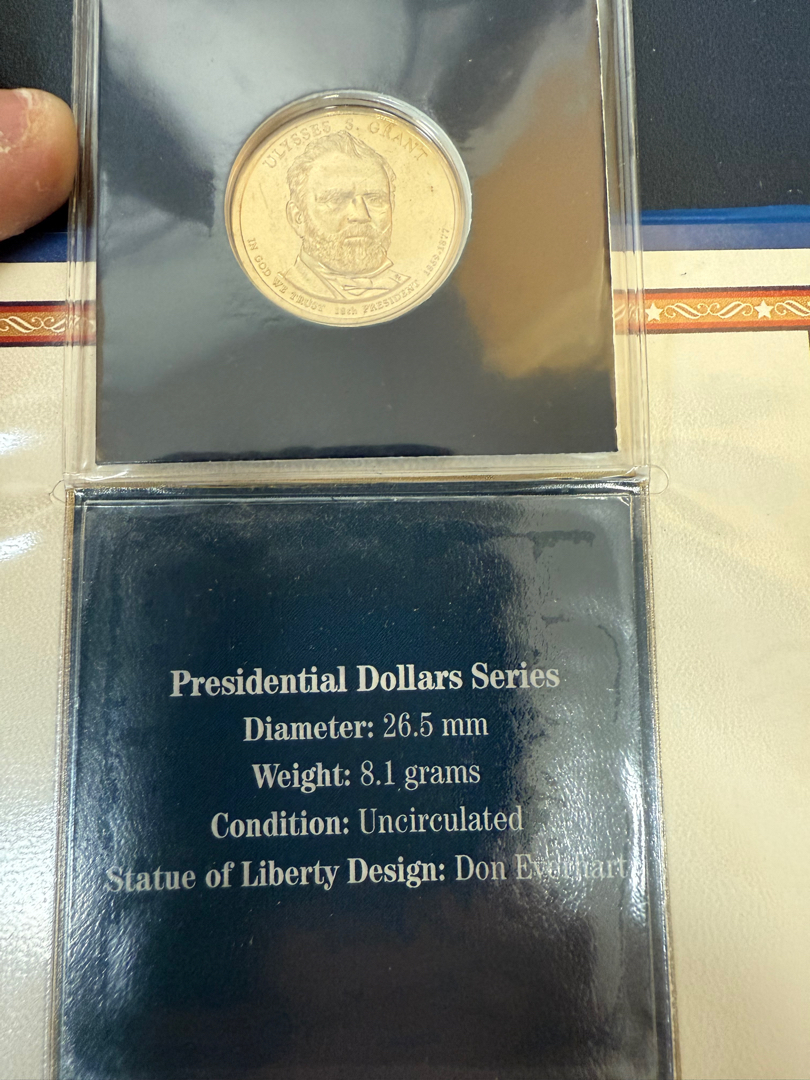 ULYSSES S. GRANT
IN GOD WE TRUST 18th PRESIDENT 1869-1877
Presidential Dollars Series
Diameter: 26.5 mm
Weight: 8.1 grams
Condition: Uncirculated
Statue of Liberty Design: Don Everhart